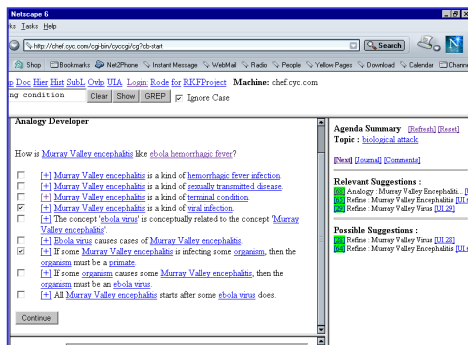 Netscape 6
ks Tasks Help
http://chef.cyc.com/cgi-bin/cyccgi/cg?cb-start Search N
Shop Bookmarks Net2Phone Instant Message WebMail Radio People Yellow Pages Download Calendar Channe
p Doc Hier Hist SubL Ovlp UIA Login: Rode for RKFProject Machine: chef.cyc.com
ng condition Clear Show GREP Ignore Case
Analogy Developer
How is Murray Valley encephalitis like ebola hemorrhagic fever?
[+] Murray Valley encephalitis is a kind of hemorrhagic fever infection.
[+] Murray Valley encephalitis is a kind of sexually transmitted disease.
[+] Murray Valley encephalitis is a kind of terminal condition.
[+] Murray Valley encephalitis is a kind of viral infection.
[+] The concept 'ebola virus' is conceptually related to the concept 'Murray
Valley encephalitis'.
[+] Ebola virus causes cases of Murray Valley encephalitis.
[+] If some Murray Valley encephalitis is infecting some organism, then the
organism must be a primate.
[+] If some organism causes some Murray Valley encephalitis, then the
organism must be an ebola virus.
[+] All Murray Valley encephalitis starts after some ebola virus does.
Continue
Agenda Summary [Refresh] [Reset]
Topic : biological attack
[Next] [Journal] [Comments]
Relevant Suggestions :
Analogy : Murray Valley Encephaliti.. [U
Refine : Murray Valley Encephalitis [UI
Refine : Murray Valley Virus [UI 29]
Possible Suggestions :
[28] Refine : Murray Valley Virus [UI 28]
[64] Refine : Murray Valley Encephalitis [UI 6